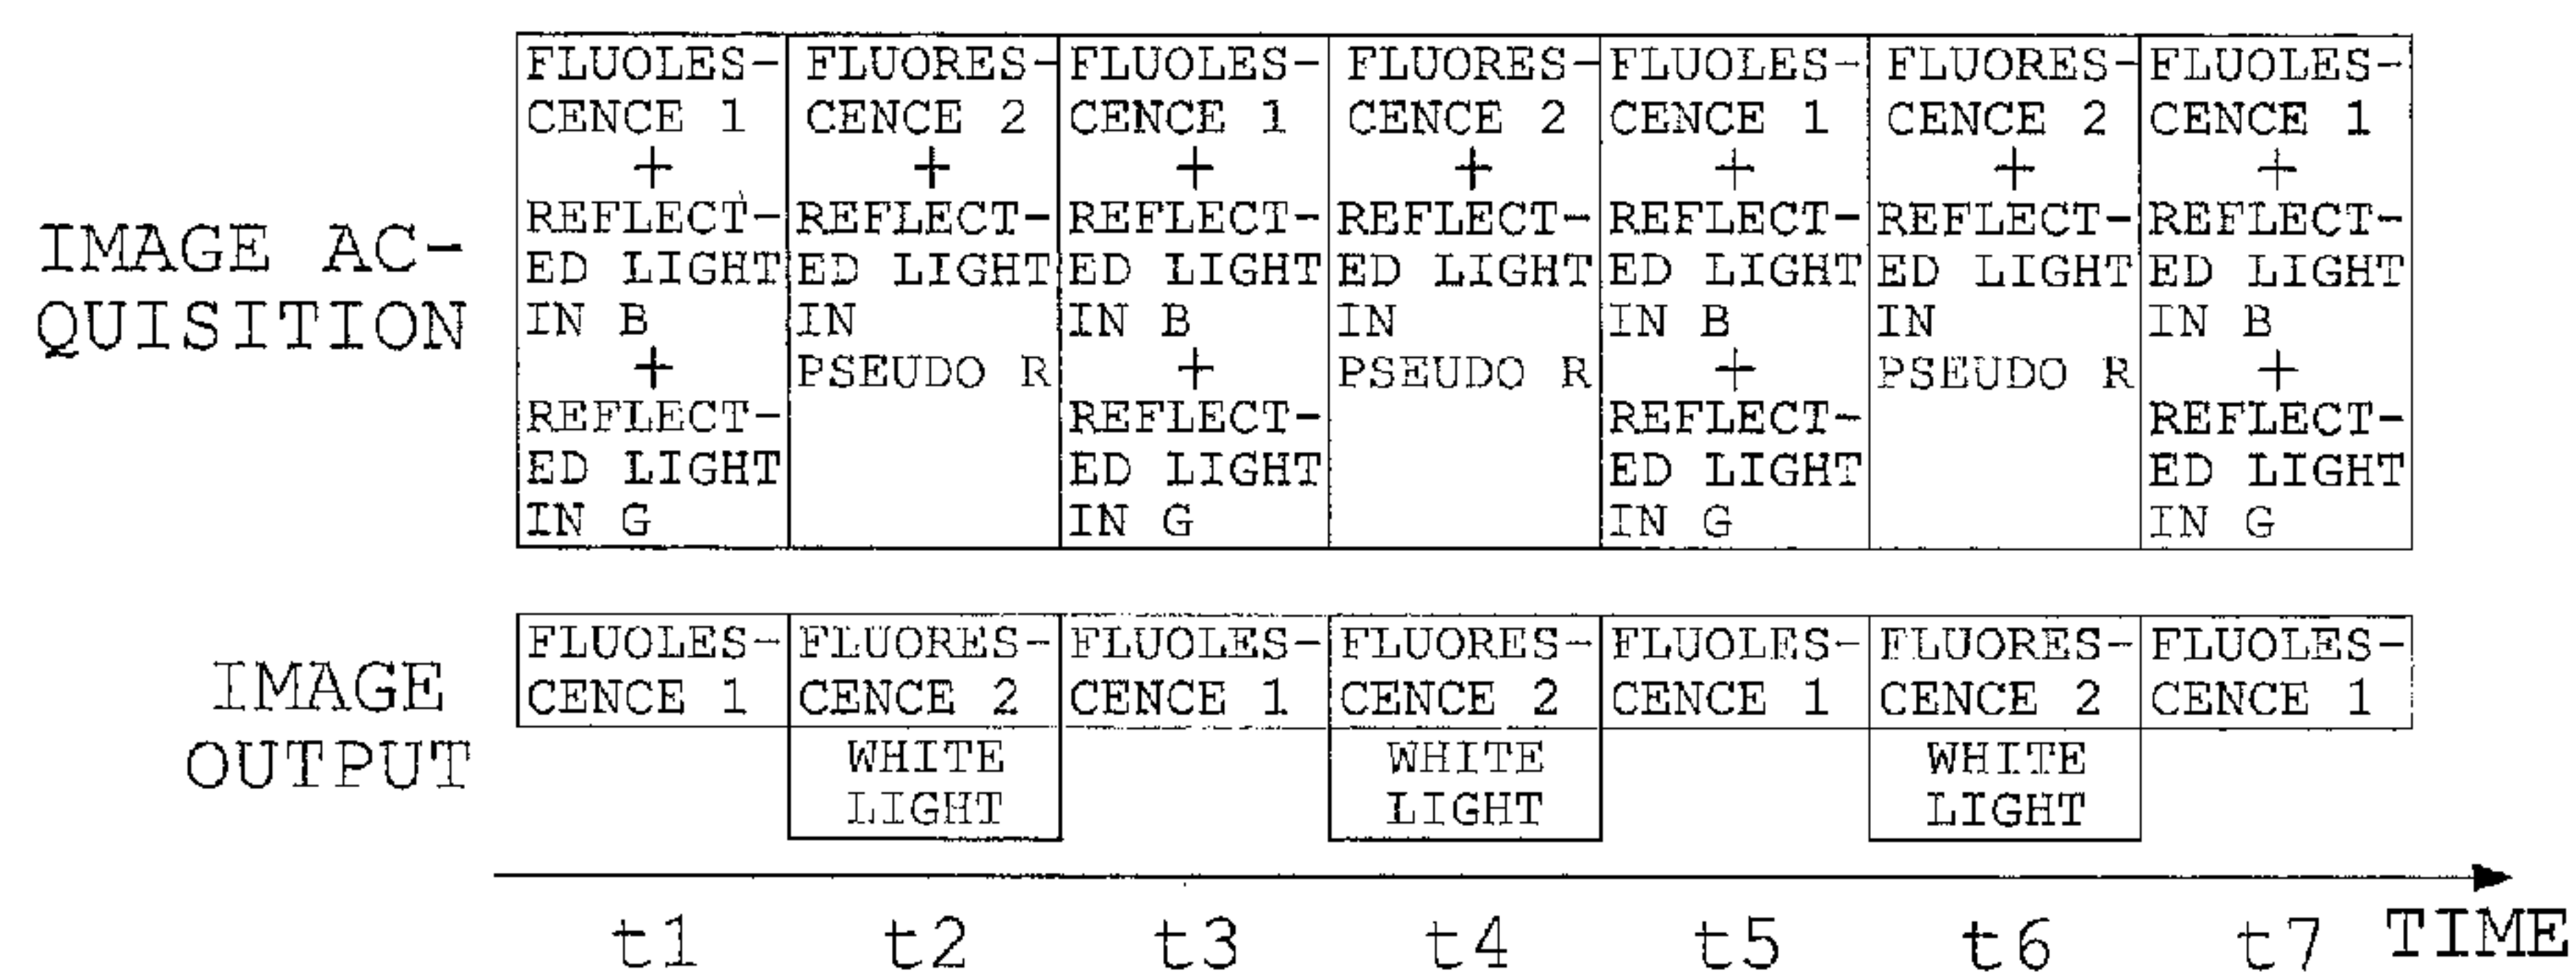 FLUOLES- FLUORES- FLUOLES- FLUORES- FLUOLES- FLUORES- FLUOLES-
CENCE 1 CENCE 2 CENCE 1 CENCE 2 CENCE 1 CENCE 2 CENCE 1
+ + + + + + +
REFLECT- REFLECT- REFLECT- REFLECT- REFLECT- REFLECT- REFLECT-
IMAGE AC- ED LIGHT ED LIGHT ED LIGHT ED LIGHT ED LIGHT ED LIGHT ED LIGHT
QUISITION IN B IN IN B IN IN B IN IN B
+ PSEUDO R + PSEUDO R + PSEUDO R +
REFLECT- REFLECT- REFLECT- REFLECT-
ED LIGHT ED LIGHT ED LIGHT ED LIGHT
IN G IN G IN G IN G
FLUOLES- FLUORES- FLUOLES- FLUORES- FLUOLES- FLUORES- FLUOLES-
IMAGE CENCE 1 CENCE 2 CENCE 1 CENCE 2 CENCE 1 CENCE 2 CENCE 1
OUTPUT WHITE WHITE WHITE
LIGHT LIGHT LIGHT
t1 t2 t3 t4 t5 t6 t7 TIME